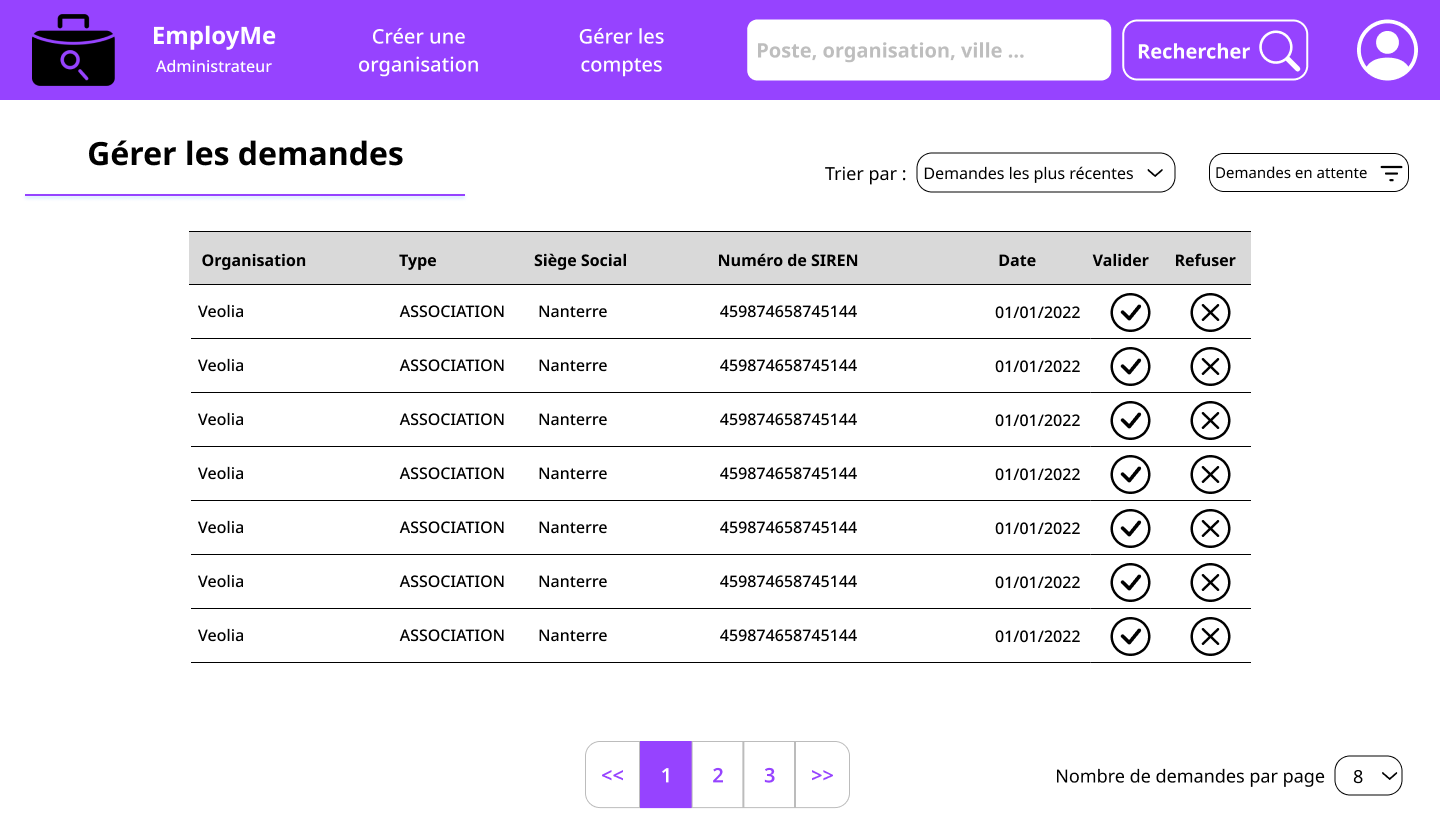 EmployMe
Administrateur
Créer une
organisation
Gérer les
comptes
Poste, organisation, ville ...
Rechercher
Gérer les demandes
Trier par :
Demandes les plus récentes
Demandes en attente
Organisation Type Siège Social Numéro de SIREN Date Valider Refuser
Veolia ASSOCIATION Nanterre 459874658745144 01/01/2022
Veolia ASSOCIATION Nanterre 459874658745144 01/01/2022
Veolia ASSOCIATION Nanterre 459874658745144 01/01/2022
Veolia ASSOCIATION Nanterre 459874658745144 01/01/2022
Veolia ASSOCIATION Nanterre 459874658745144 01/01/2022
Veolia ASSOCIATION Nanterre 459874658745144 01/01/2022
Veolia ASSOCIATION Nanterre 459874658745144 01/01/2022
<< 1 2 3 >>
Nombre de demandes par page 8